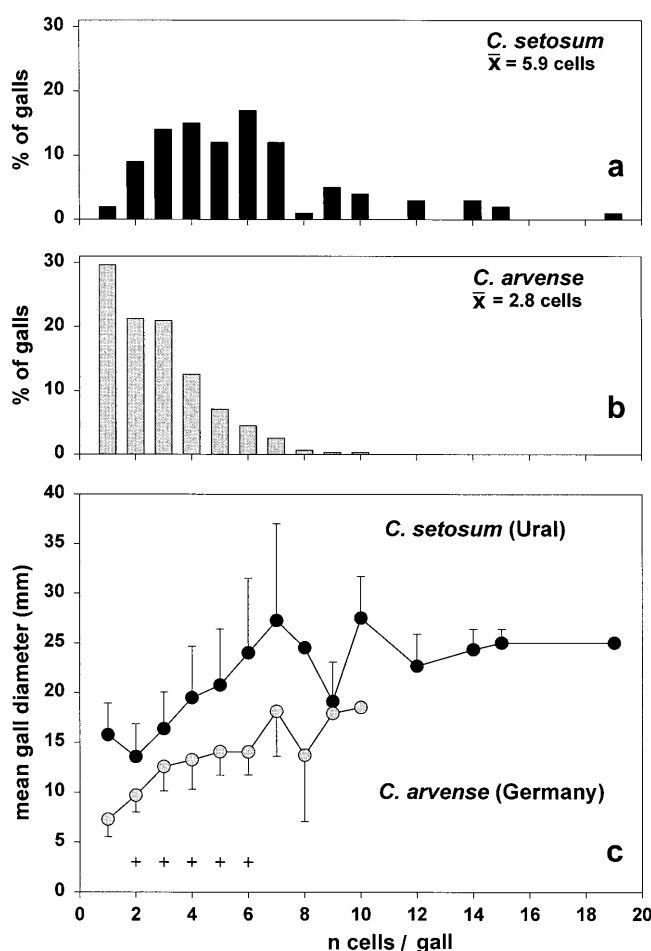 30
20
10
0
% of galls
C. setosum
x̄ = 5.9 cells
a
30
20
10
0
% of galls
C. arvense
x̄ = 2.8 cells
b
40
35
30
25
20
15
10
5
0
mean gall diameter (mm)
C. setosum (Ural)
C. arvense (Germany)
+ + + + +
c
0 2 4 6 8 10 12 14 16 18 20
n cells / gall